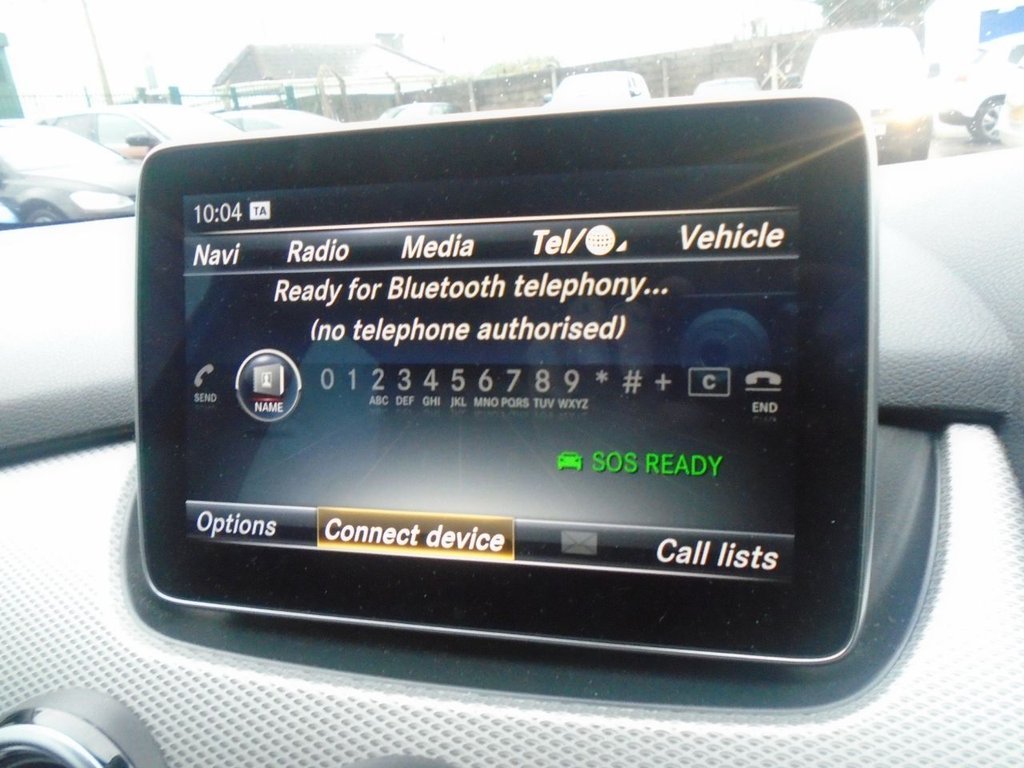 10:04 TA
Navi Radio Media Tel/ Vehicle
Ready for Bluetooth telephony...
(no telephone authorised)
0 1 2 3 4 5 6 7 8 9 * # + C
SEND NAME ABC DEF GHI JKL MNO PQRS TUV WXYZ END
SOS READY
Options Connect device Call lists